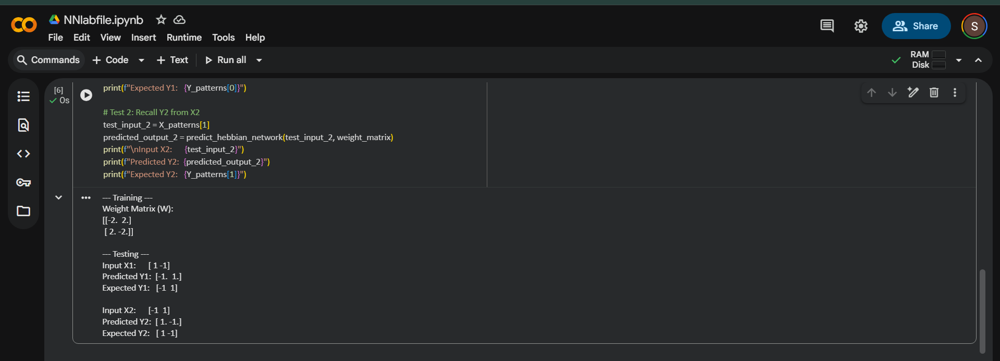 NNlabfile.ipynb
File Edit View Insert Runtime Tools Help
Share
S
Commands + Code + Text Run all
RAM
Disk
[6]
0s
print(f"Expected Y1:   {Y_patterns[0]}")
# Test 2: Recall Y2 from X2
test_input_2 = X_patterns[1]
predicted_output_2 = predict_hebbian_network(test_input_2, weight_matrix)
print(f"\nInput X2:      {test_input_2}")
print(f"Predicted Y2:  {predicted_output_2}")
print(f"Expected Y2:   {Y_patterns[1]}")
--- Training ---
Weight Matrix (W):
[[-2.  2.]
 [ 2. -2.]]
--- Testing ---
Input X1:      [ 1 -1]
Predicted Y1:  [-1.  1.]
Expected Y1:   [-1  1]
Input X2:      [-1  1]
Predicted Y2:  [ 1. -1.]
Expected Y2:   [ 1 -1]